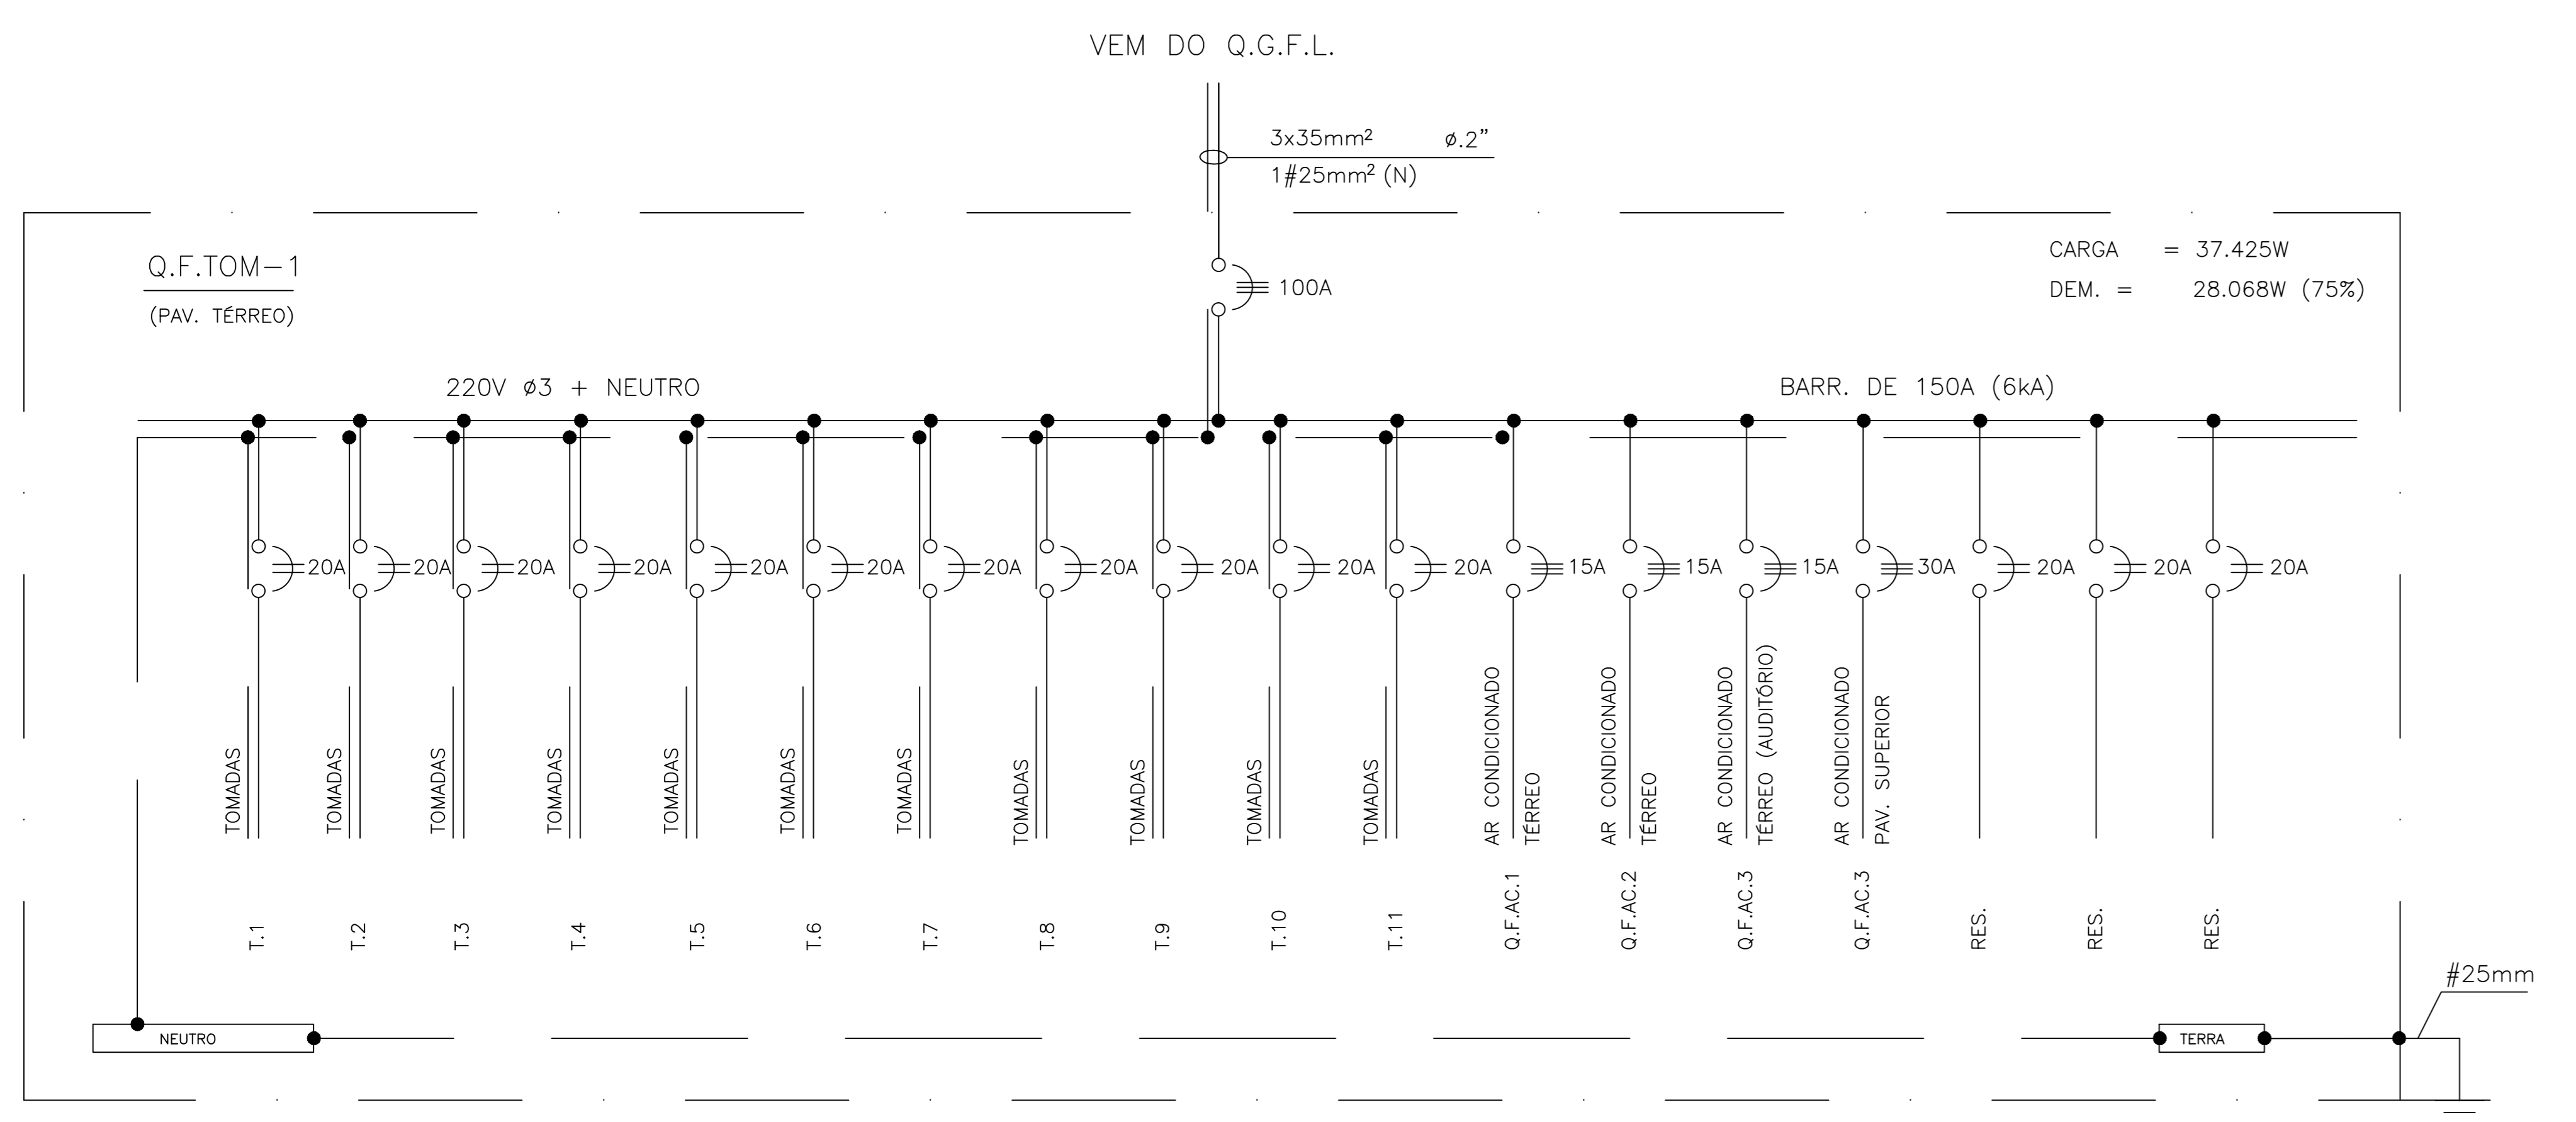 VEM DO Q.G.F.L.
3x35mm² ø.2”
1#25mm² (N)
Q.F.TOM-1
(PAV. TÉRREO)
100A
CARGA = 37.425W
DEM. = 28.068W (75%)
220V ø3 + NEUTRO
BARR. DE 150A (6kA)
20A
20A
20A
20A
20A
20A
20A
20A
20A
20A
20A
15A
15A
15A
30A
20A
20A
20A
TOMADAS
TOMADAS
TOMADAS
TOMADAS
TOMADAS
TOMADAS
TOMADAS
TOMADAS
TOMADAS
TOMADAS
TOMADAS
AR CONDICIONADO
TÉRREO
AR CONDICIONADO
TÉRREO
AR CONDICIONADO
TÉRREO (AUDITÓRIO)
AR CONDICIONADO
PAV. SUPERIOR
T.1
T.2
T.3
T.4
T.5
T.6
T.7
T.8
T.9
T.10
T.11
Q.F.AC.1
Q.F.AC.2
Q.F.AC.3
Q.F.AC.3
RES.
RES.
RES.
#25mm
NEUTRO
TERRA